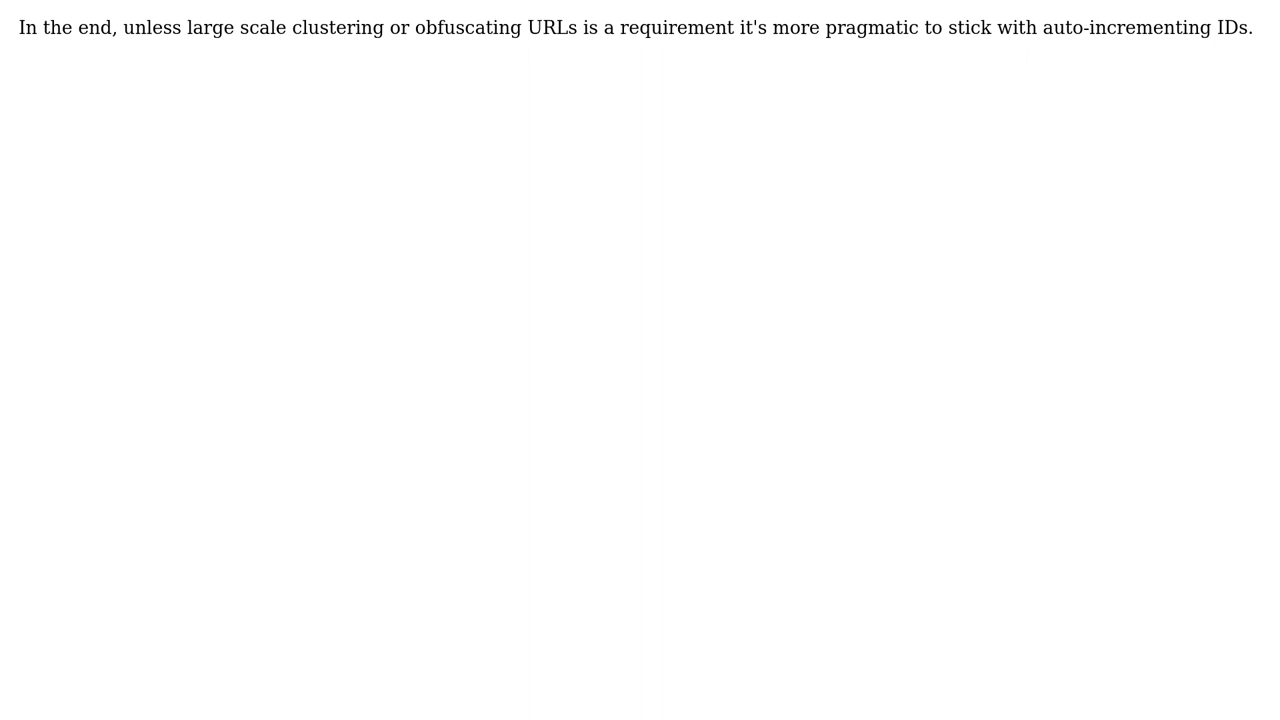 In the end, unless large scale clustering or obfuscating URLs is a requirement it's more pragmatic to stick with auto-incrementing IDs.